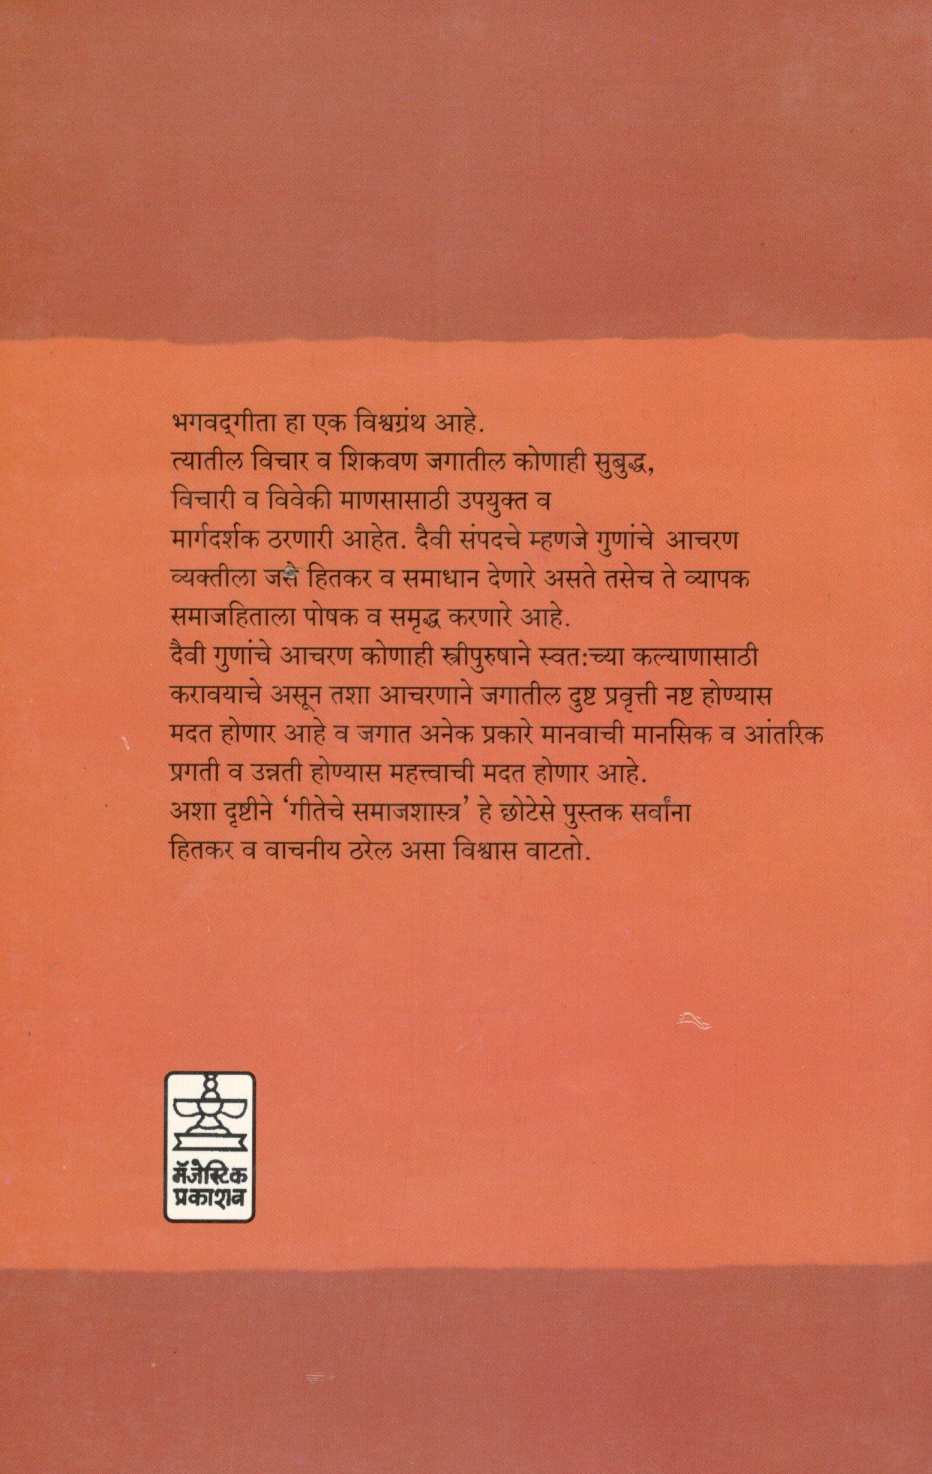 भगवद्‌गीता हा एक विश्वग्रंथ आहे.
त्यातील विचार व शिकवण जगातील कोणाही सुबुद्ध,
विचारी व विवेकी माणसासाठी उपयुक्त व
मार्गदर्शक ठरणारी आहेत. दैवी संपदचे म्हणजे गुणांचे आचरण
व्यक्तीला जसे हितकर व समाधान देणारे असते तसेच ते व्यापक
समाजहिताला पोषक व समृद्ध करणारे आहे.
दैवी गुणांचे आचरण कोणाही स्त्रीपुरुषाने स्वत:च्या कल्याणासाठी
करावयाचे असून तशा आचरणाने जगातील दुष्ट प्रवृत्ती नष्ट होण्यास
मदत होणार आहे व जगात अनेक प्रकारे मानवाची मानसिक व आंतरिक
प्रगती व उन्नती होण्यास महत्त्वाची मदत होणार आहे.
अशा दृष्टीने ‘गीतेचे समाजशास्त्र’ हे छोटेसे पुस्तक सर्वांना
हितकर व वाचनीय ठरेल असा विश्वास वाटतो.
मॅजेस्टिक
प्रकाशन